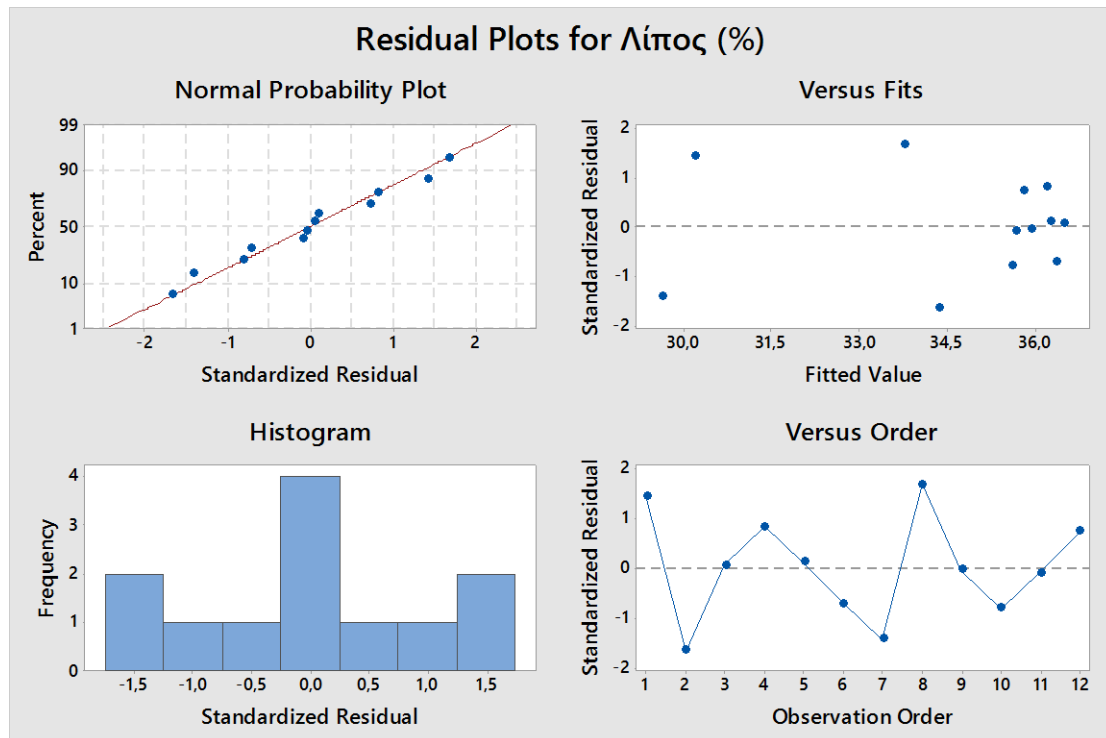 Residual Plots for Λίπος (%)
Normal Probability Plot
99
90
50
10
1
Percent
-2 -1 0 1 2
Standardized Residual
Versus Fits
2
1
0
-1
-2
Standardized Residual
30,0 31,5 33,0 34,5 36,0
Fitted Value
Histogram
4
3
2
1
0
Frequency
-1,5 -1,0 -0,5 0,0 0,5 1,0 1,5
Standardized Residual
Versus Order
2
1
0
-1
-2
Standardized Residual
1 2 3 4 5 6 7 8 9 10 11 12
Observation Order